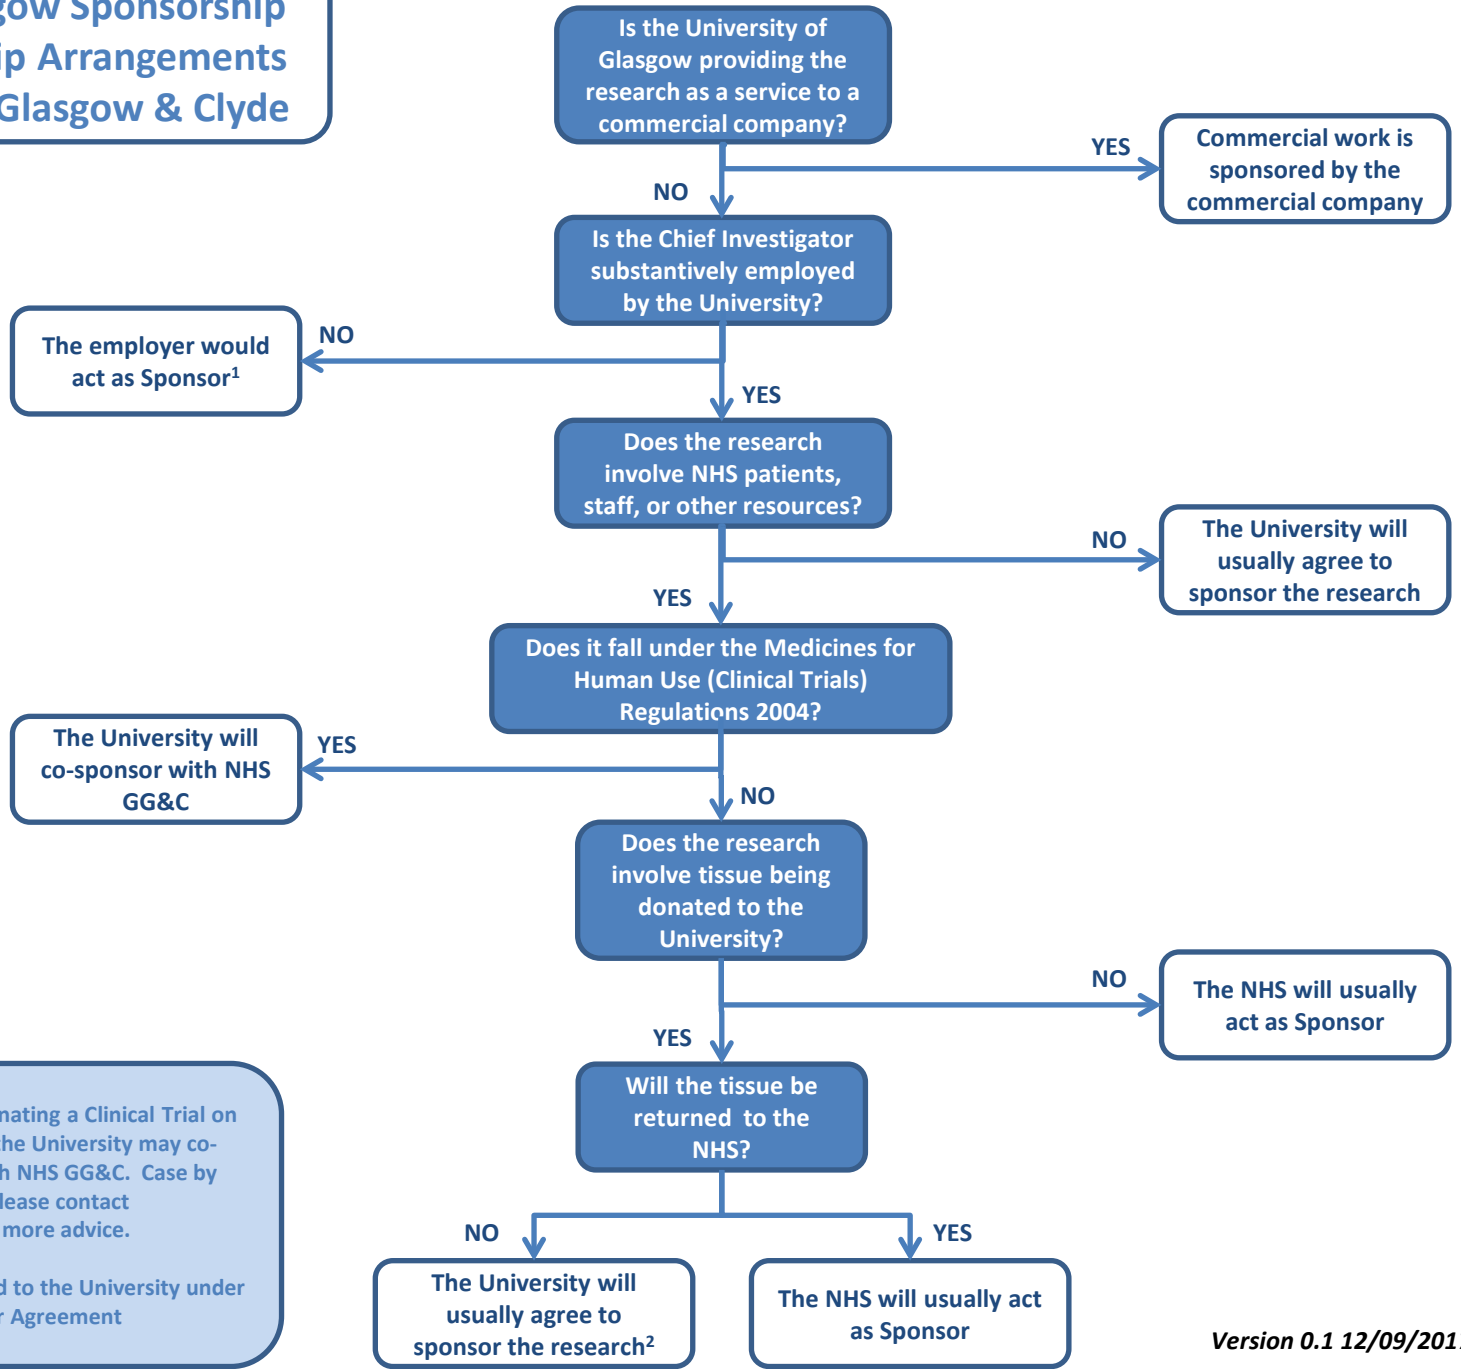 gow Sponsorship
ip Arrangements
Glasgow & Clyde
Is the University of
Glasgow providing the
research as a service to a
commercial company?
YES
Commercial work is
sponsored by the
commercial company
NO
Is the Chief Investigator
substantively employed
by the University?
NO
The employer would
act as Sponsor1
YES
Does the research
involve NHS patients,
staff, or other resources?
NO
The University will
usually agree to
sponsor the research
YES
Does it fall under the Medicines for
Human Use (Clinical Trials)
Regulations 2004?
YES
The University will
co-sponsor with NHS
GG&C
NO
Does the research
involve tissue being
donated to the
University?
NO
The NHS will usually
act as Sponsor
YES
Will the tissue be
returned to the
NHS?
NO
The University will
usually agree to
sponsor the research2
YES
The NHS will usually act
as Sponsor
nating a Clinical Trial on
the University may co-
h NHS GG&C. Case by
lease contact
more advice.
d to the University under
r Agreement
Version 0.1 12/09/201